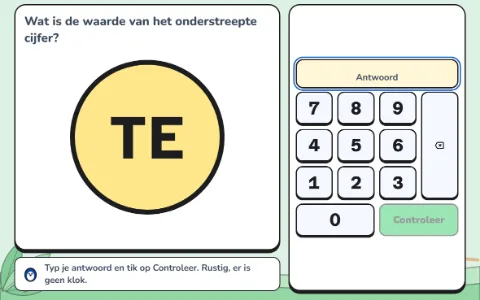 Wat is de waarde van het onderstreepte
cijfer?
TE
Antwoord
7 8 9
4 5 6
1 2 3
0 Controleer
Typ je antwoord en tik op Controleer. Rustig, er is
geen klok.